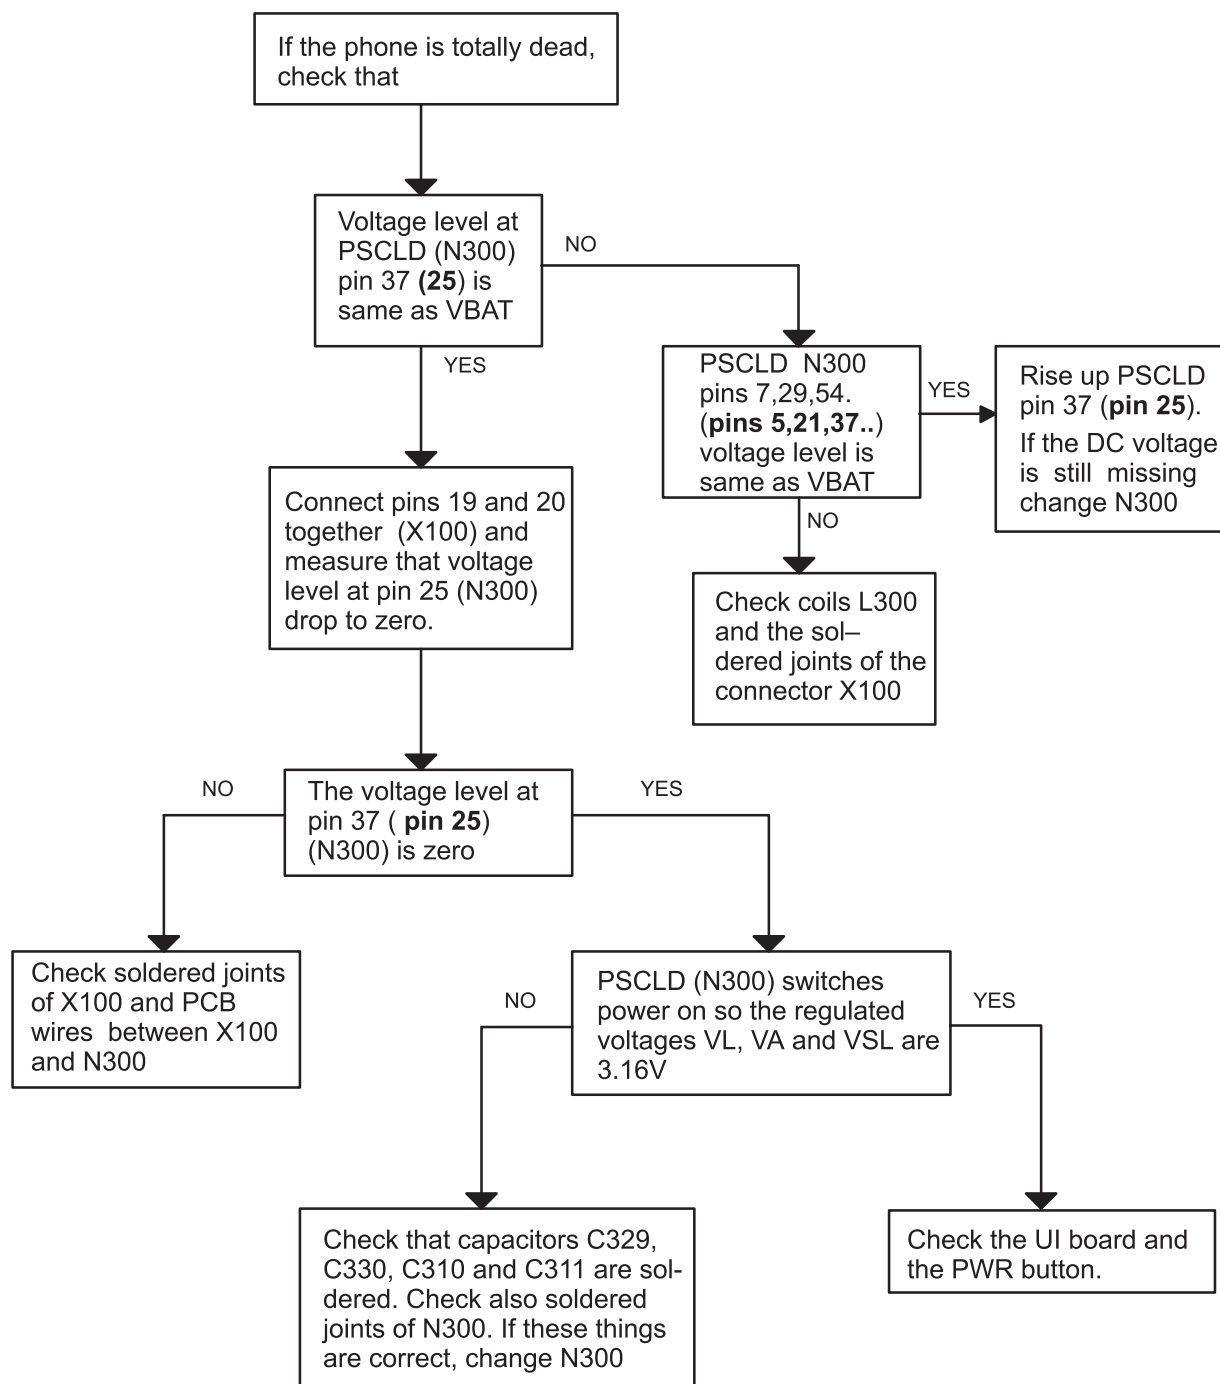 If the phone is totally dead,
check that
Voltage level at
PSCLD (N300)
pin 37 (25) is
same as VBAT
NO
YES
PSCLD N300
pins 7,29,54.
(pins 5,21,37..)
voltage level is
same as VBAT
YES
Rise up PSCLD
pin 37 (pin 25).
If the DC voltage
is still missing
change N300
NO
Connect pins 19 and 20
together (X100) and
measure that voltage
level at pin 25 (N300)
drop to zero.
Check coils L300
and the sol–
dered joints of the
connector X100
The voltage level at
pin 37 ( pin 25)
(N300) is zero
NO
YES
Check soldered joints
of X100 and PCB
wires between X100
and N300
PSCLD (N300) switches
power on so the regulated
voltages VL, VA and VSL are
3.16V
NO
YES
Check that capacitors C329,
C330, C310 and C311 are sol-
dered. Check also soldered
joints of N300. If these things
are correct, change N300
Check the UI board and
the PWR button.